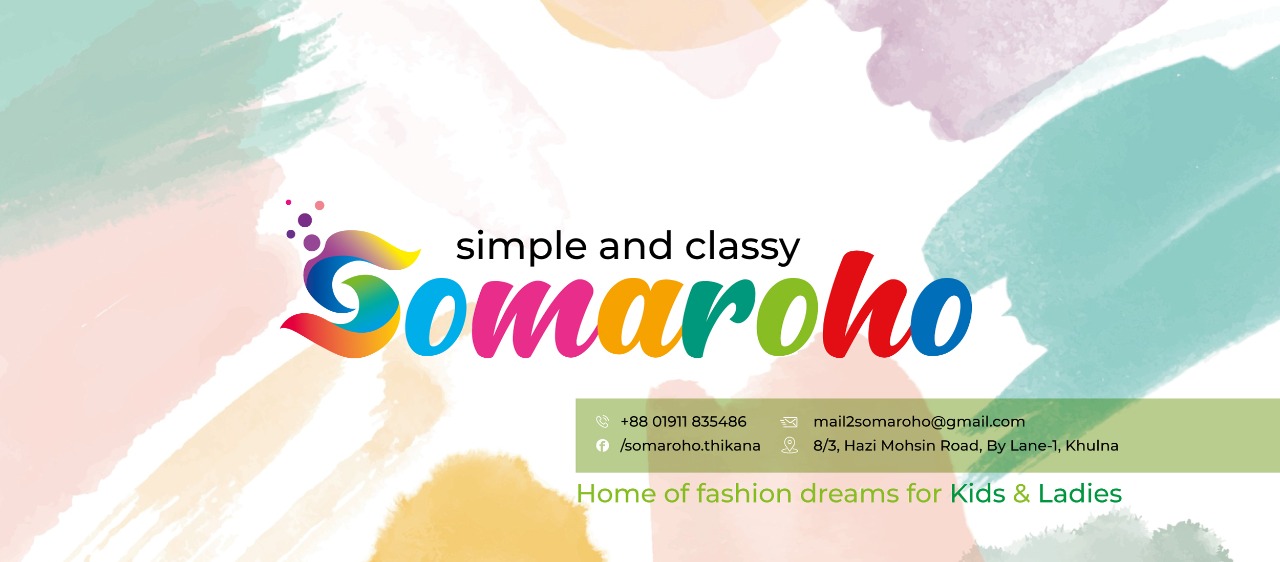 simple and classy
Somaroho
+88 01911 835486
mail2somaroho@gmail.com
/somaroho.thikana
8/3, Hazi Mohsin Road, By Lane-1, Khulna
Home of fashion dreams for Kids & Ladies